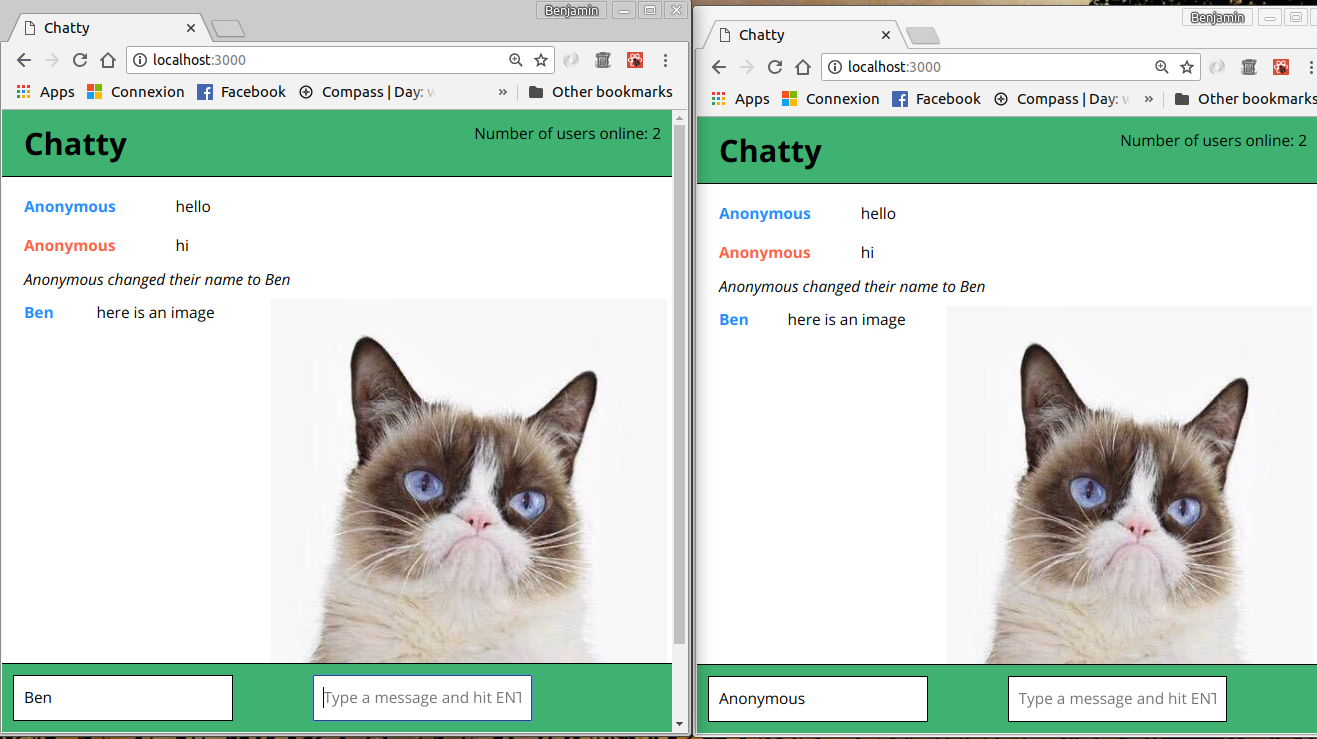 Benjamin
Chatty
localhost:3000
Apps Connexion Facebook Compass | Day: » Other bookmarks
Chatty
Number of users online: 2
Anonymous hello
Anonymous hi
Anonymous changed their name to Ben
Ben here is an image
Ben
Type a message and hit ENT
Benjamin
Chatty
localhost:3000
Apps Connexion Facebook Compass | Day: » Other bookmarks
Chatty
Number of users online: 2
Anonymous hello
Anonymous hi
Anonymous changed their name to Ben
Ben here is an image
Anonymous
Type a message and hit ENT